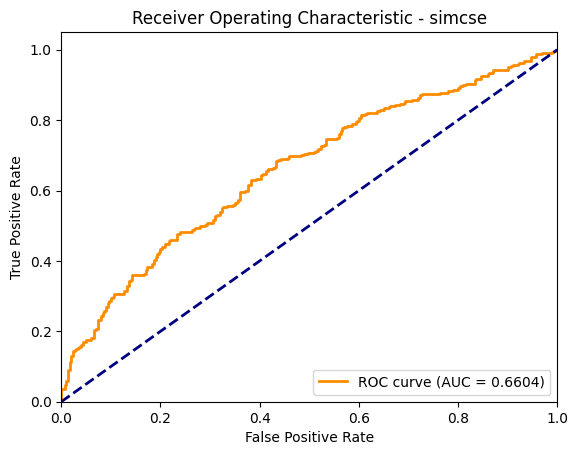 Receiver Operating Characteristic - simcse
1.0
0.8
0.6
0.4
0.2
0.0
True Positive Rate
ROC curve (AUC = 0.6604)
0.0 0.2 0.4 0.6 0.8 1.0
False Positive Rate